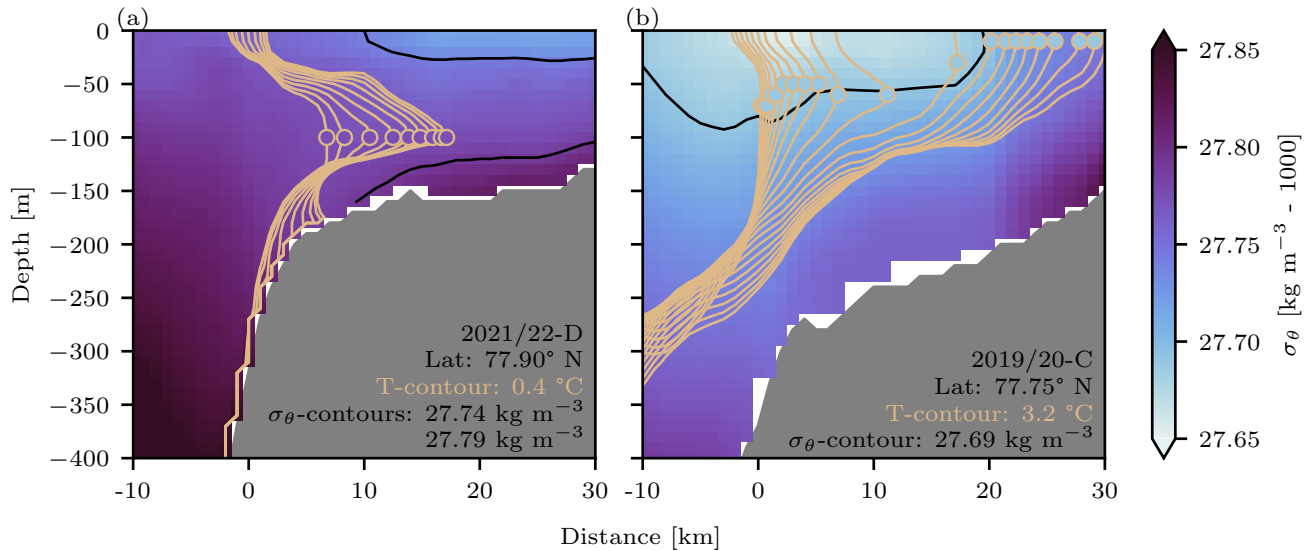 (a)
(b)
0
−50
−100
−150
−200
−250
−300
−350
−400
Depth [m]
2021/22-D
Lat: 77.90° N
T-contour: 0.4 °C
σθ-contours: 27.74 kg m−3
27.79 kg m−3
2019/20-C
Lat: 77.75° N
T-contour: 3.2 °C
σθ-contour: 27.69 kg m−3
-10 0 10 20 30
-10 0 10 20 30
Distance [km]
27.85
27.80
27.75
27.70
27.65
σθ [kg m−3 - 1000]